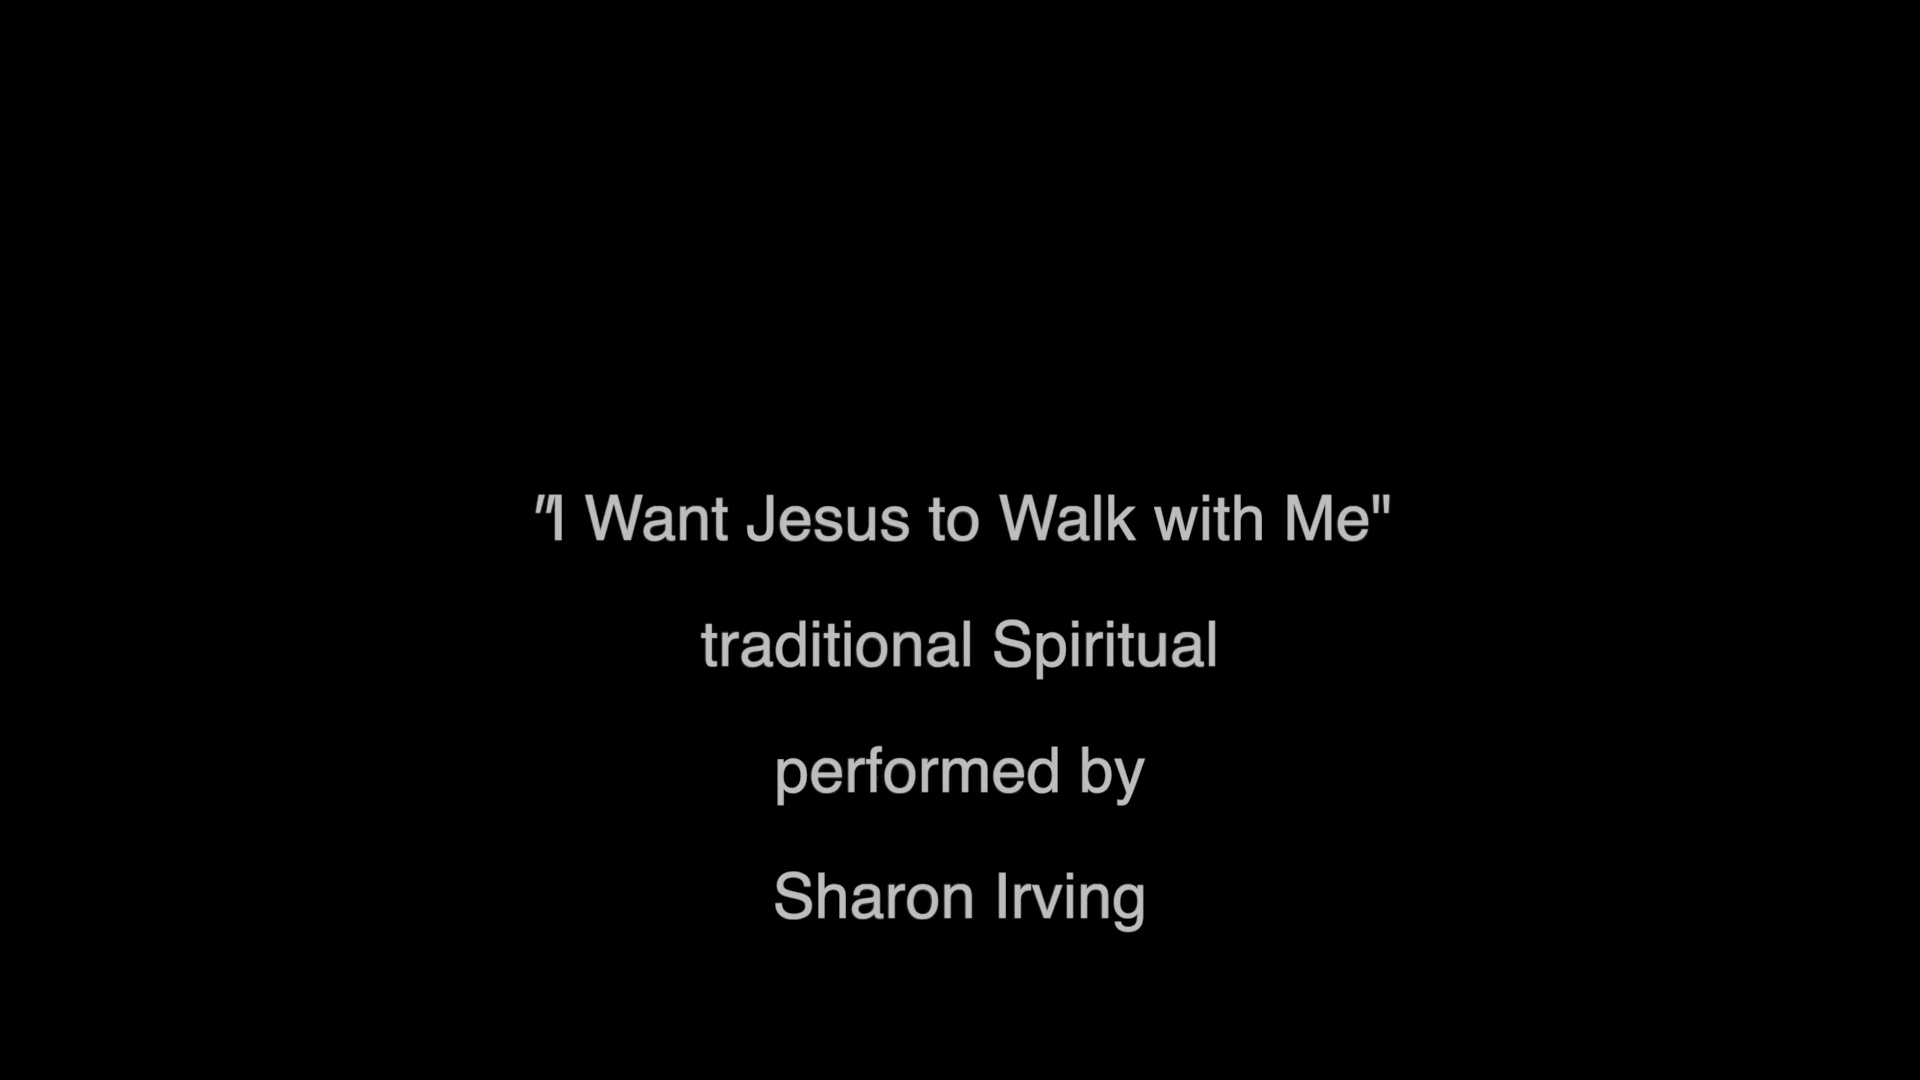 "I Want Jesus to Walk with Me"
traditional Spiritual
performed by
Sharon Irving